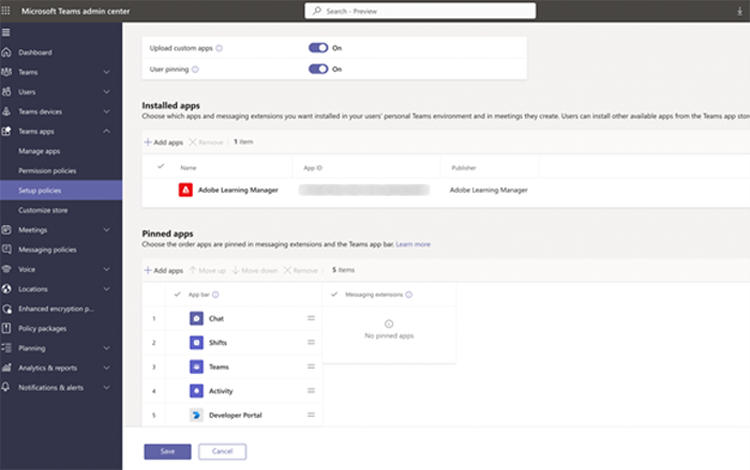 Microsoft Teams admin center
Search - Preview
Dashboard
Teams
Users
Teams devices
Teams apps
Manage apps
Permission policies
Setup policies
Customize store
Meetings
Messaging policies
Voice
Locations
Enhanced encryption p...
Policy packages
Planning
Analytics & reports
Notifications & alerts
Upload custom apps
On
User pinning
On
Installed apps
Choose which apps and messaging extensions you want installed in your users' personal Teams environment and in meetings they create. Users can install other available apps from the Teams app store
Add apps Remove 1 item
Name App ID Publisher
Adobe Learning Manager Adobe Learning Manager
Pinned apps
Choose the order apps are pinned in messaging extensions and the Teams app bar. Learn more
Add apps Move up Move down Remove 5 items
App bar Messaging extensions
1 Chat
No pinned apps
2 Shifts
3 Teams
4 Activity
5 Developer Portal
Save Cancel